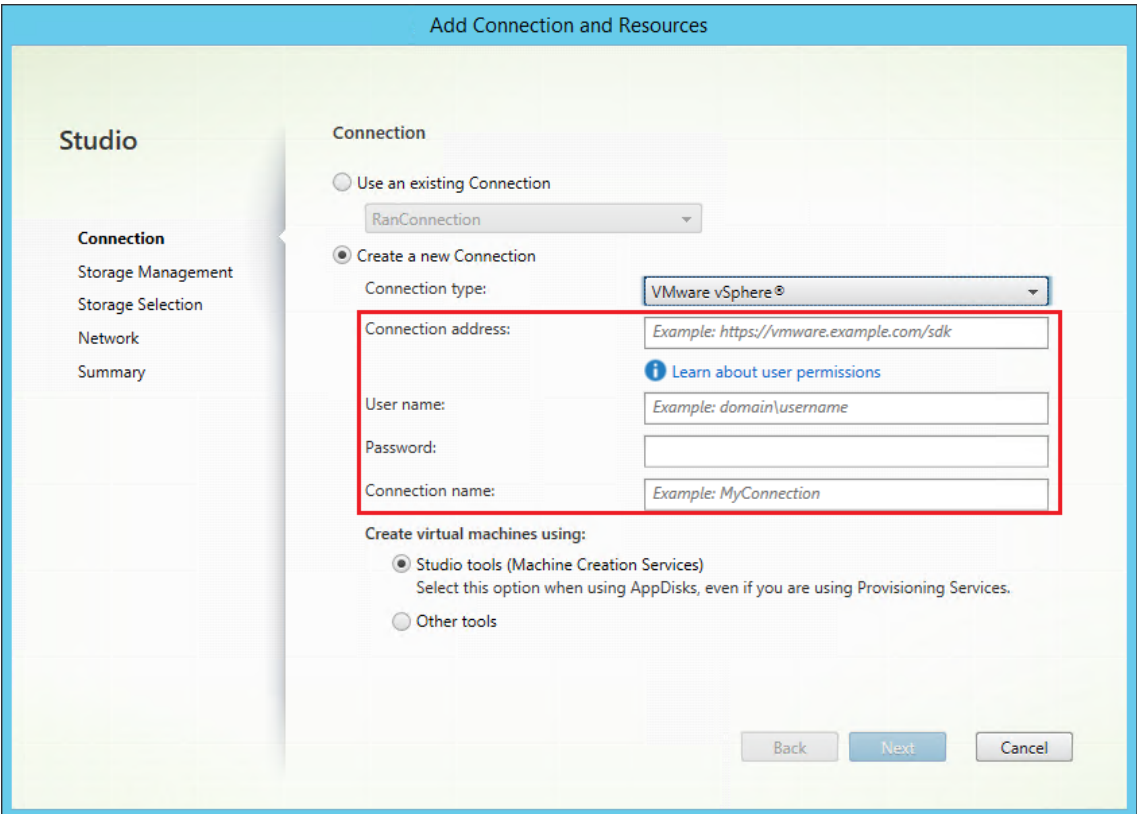 Add Connection and Resources
Studio
Connection
Storage Management
Storage Selection
Network
Summary
Connection
Use an existing Connection
RanConnection
Create a new Connection
Connection type: VMware vSphere®
Connection address: Example: https://vmware.example.com/sdk
Learn about user permissions
User name: Example: domain\username
Password:
Connection name: Example: MyConnection
Create virtual machines using:
Studio tools (Machine Creation Services)
Select this option when using AppDisks, even if you are using Provisioning Services.
Other tools
Back Next Cancel